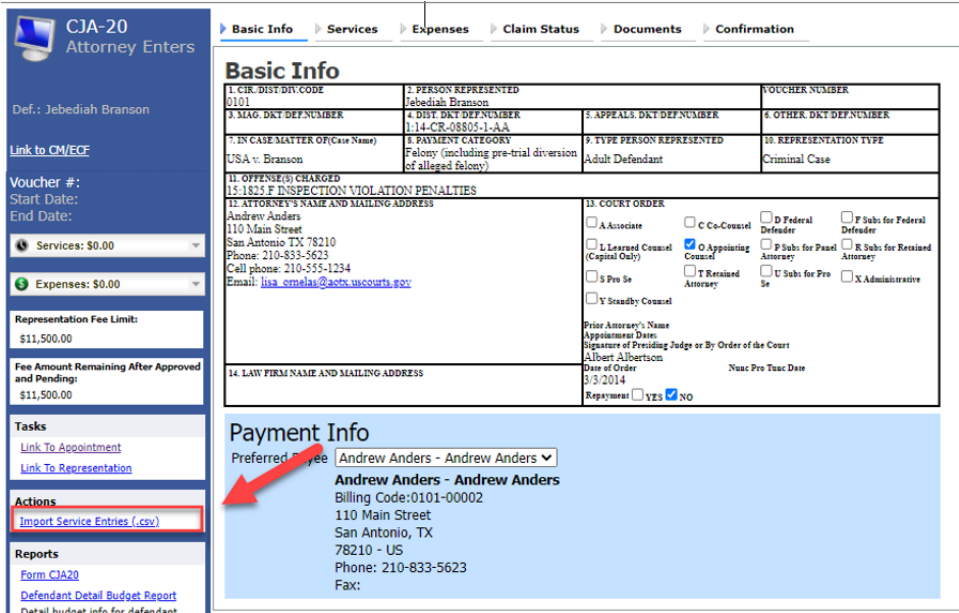 CJA-20
Attorney Enters
Def.: Jebediah Branson
Link to CM/ECF
Voucher #:
Start Date:
End Date:
Services: $0.00
Expenses: $0.00
Representation Fee Limit:
$11,500.00
Fee Amount Remaining After Approved
and Pending:
$11,500.00
Tasks
Link To Appointment
Link To Representation
Actions
Import Service Entries (.csv)
Reports
Form CJA20
Defendant Detail Budget Report
Detail budget info for defendant
Basic Info
Services
Expenses
Claim Status
Documents
Confirmation
Basic Info
1. CIR./DIST/DIV.CODE
0101
2. PERSON REPRESENTED
Jebediah Branson
VOUCHER NUMBER
3. MAG. DKT/DEF.NUMBER
4. DIST. DKT/DEF.NUMBER
1:14-CR-08805-1-AA
5. APPEALS. DKT/DEF.NUMBER
6. OTHER. DKT/DEF.NUMBER
7. IN CASE/MATTER OF(Case Name)
USA v. Branson
8. PAYMENT CATEGORY
Felony (including pre-trial diversion
of alleged felony)
9. TYPE PERSON REPRESENTED
Adult Defendant
10. REPRESENTATION TYPE
Criminal Case
11. OFFENSE(S) CHARGED
15:1825.F INSPECTION VIOLATION PENALTIES
12. ATTORNEY'S NAME AND MAILING ADDRESS
Andrew Anders
110 Main Street
San Antonio TX 78210
Phone: 210-833-5623
Cell phone: 210-555-1234
Email: lisa_ornelas@aotx.uscourts.gov
13. COURT ORDER
A Associate
C Co-Counsel
D Federal
Defender
F Subs for Federal
Defender
L Learned Counsel
(Capital Only)
O Appointing
Counsel
P Subs for Panel
Attorney
R Subs for Retained
Attorney
S Pro Se
T Retained
Attorney
U Subs for Pro
Se
X Administrative
Y Standby Counsel
Prior Attorney's Name
Appointment Dates
Signature of Presiding Judge or By Order of the Court
Albert Albertson
Date of Order
Nunc Pro Tunc Date
3/3/2014
Repayment YES NO
14. LAW FIRM NAME AND MAILING ADDRESS
Payment Info
Preferred Payee Andrew Anders - Andrew Anders
Andrew Anders - Andrew Anders
Billing Code:0101-00002
110 Main Street
San Antonio, TX
78210 - US
Phone: 210-833-5623
Fax: